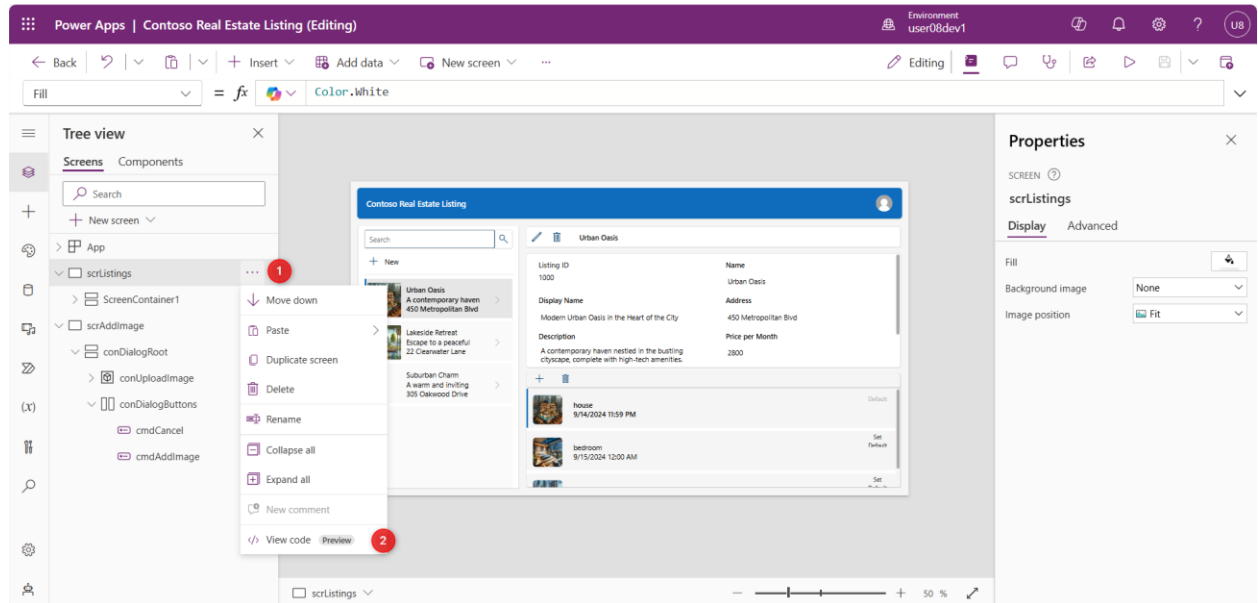 Power Apps | Contoso Real Estate Listing (Editing)
Environment
user08dev1
?
U8
Back
Insert
Add data
New screen
...
Editing
Fill
= fx
Color.White
Tree view
Screens Components
Search
New screen
App
scrListings
... 1
ScreenContainer1
scrAddImage
conDialogRoot
conUploadImage
conDialogButtons
cmdCancel
cmdAddImage
(x)
Move down
Paste
Duplicate screen
Delete
Rename
Collapse all
Expand all
New comment
View code Preview 2
Contoso Real Estate Listing
Search
New
Urban Oasis
A contemporary haven
450 Metropolitan Blvd
Lakeside Retreat
Escape to a peaceful
22 Clearwater Lane
Suburban Charm
A warm and inviting
305 Oakwood Drive
Urban Oasis
Listing ID
1000
Name
Urban Oasis
Display Name
Modern Urban Oasis in the Heart of the City
Address
450 Metropolitan Blvd
Description
A contemporary haven nestled in the bustling
cityscape, complete with high-tech amenities.
Price per Month
2800
house
9/14/2024 11:59 PM
Default
bedroom
9/15/2024 12:00 AM
Set
Default
Set
scrListings
50 %
Properties
SCREEN ?
scrListings
Display Advanced
Fill
Background image None
Image position Fit